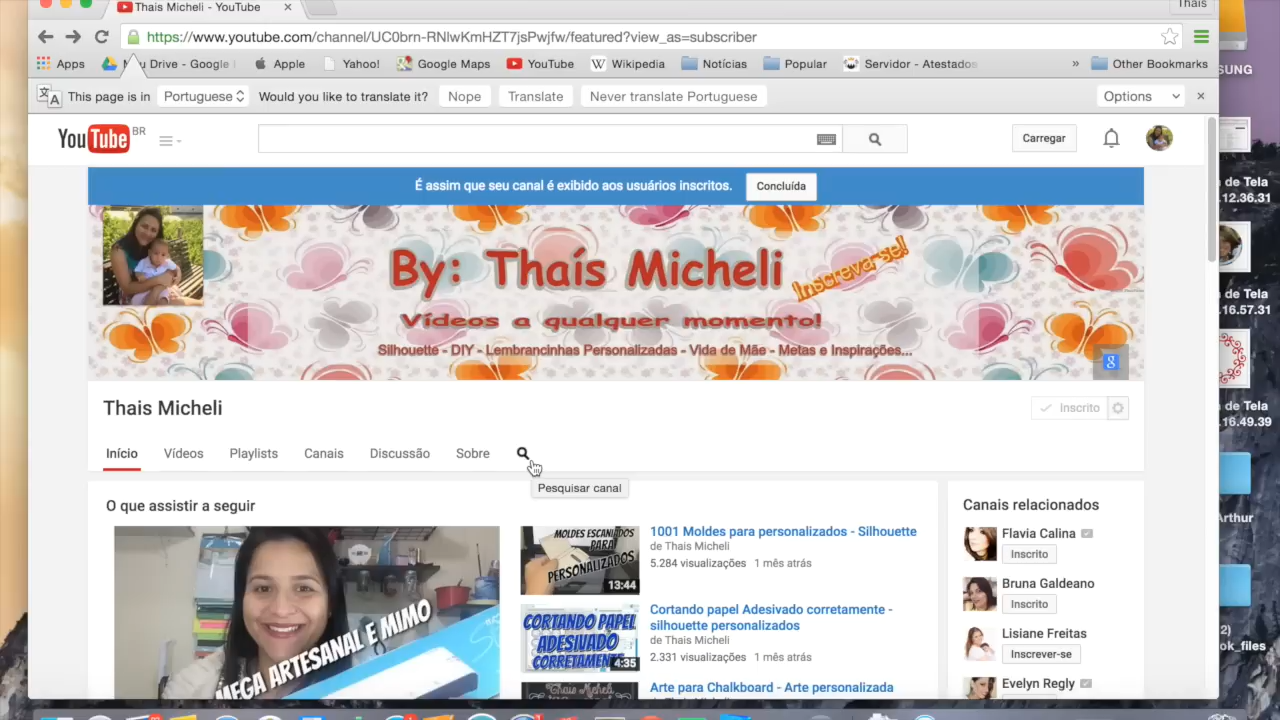 Thais Micheli - YouTube
Thais
https://www.youtube.com/channel/UC0brn-RNlwKmHZT7jsPwjfw/featured?view_as=subscriber
Apps
Drive - Google
Apple
Yahoo!
Google Maps
YouTube
Wikipedia
Notícias
Popular
Servidor - Atestados
»
Other Bookmarks
This page is in
Portuguese
Would you like to translate it?
Nope
Translate
Never translate Portuguese
Options
SUNG
YouTube BR
Carregar
É assim que seu canal é exibido aos usuários inscritos.
Concluída
de Tela
.12.36.31
By: Thaís Micheli
Inscrevarse!
Vídeos a qualquer momento!
Silhouette - DIY - Lembrancinhas Personalizadas - Vida de Mãe - Metas e Inspirações...
de Tela
.16.57.31
Thais Micheli
Inscrito
de Tela
.16.49.39
Início
Vídeos
Playlists
Canais
Discussão
Sobre
Pesquisar canal
O que assistir a seguir
MEGA ARTESANAL E MIMO
MOLDES ESCANIADOS
PARA
PERSONALIZADOS
13:44
1001 Moldes para personalizados - Silhouette
de Thais Micheli
5.284 visualizações
1 mês atrás
CORTANDO PAPEL
ADESIVADO
CORRETAMENTE
4:35
Cortando papel Adesivado corretamente -
silhouette personalizados
de Thais Micheli
2.331 visualizações
1 mês atrás
Arte para Chalkboard - Arte personalizada
Canais relacionados
Flavia Calina
Inscrito
Bruna Galdeano
Inscrito
Lisiane Freitas
Inscrever-se
Evelyn Regly
Arthur
2)
ok_files